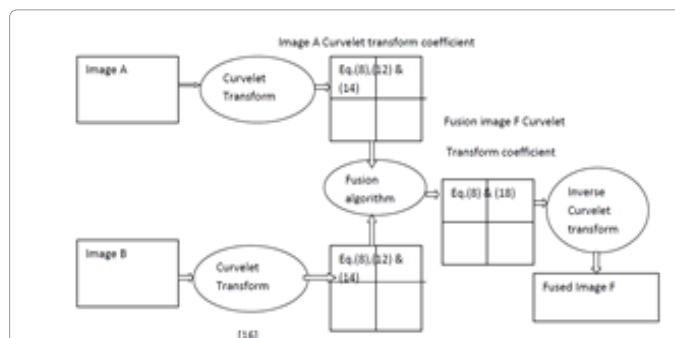 Image A Curvelet transform coefficient
Image A
Curvelet
Transform
Eq.(8),(12) &
(14)
Fusion image F Curvelet
Transform coefficient
Fusion
algorithm
Eq.(8) & (18)
Inverse
Curvelet
transform
Image B
Curvelet
Transform
Eq.(8),(12) &
(14)
Fused Image F
[16]